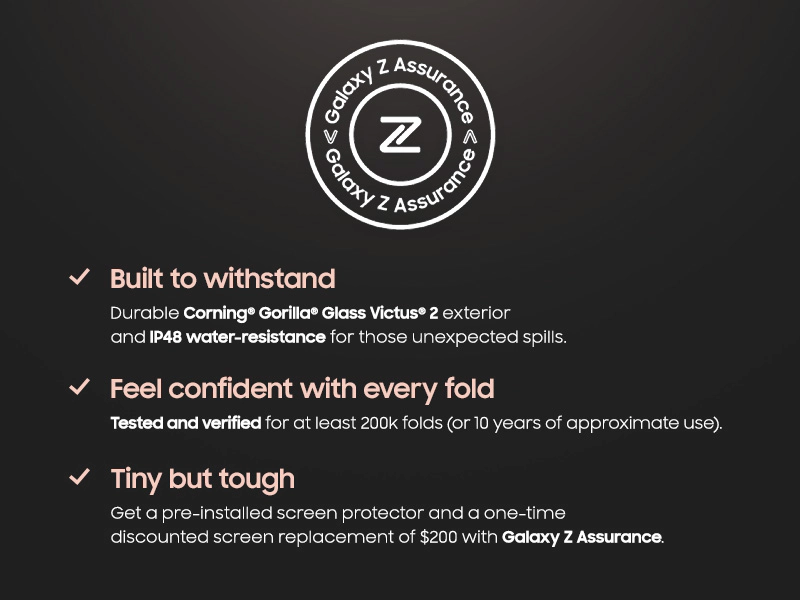 Galaxy Z Assurance
Z
Galaxy Z Assurance
Built to withstand
Durable Corning® Gorilla® Glass Victus® 2 exterior
and IP48 water-resistance for those unexpected spills.
Feel confident with every fold
Tested and verified for at least 200k folds (or 10 years of approximate use).
Tiny but tough
Get a pre-installed screen protector and a one-time
discounted screen replacement of $200 with Galaxy Z Assurance.